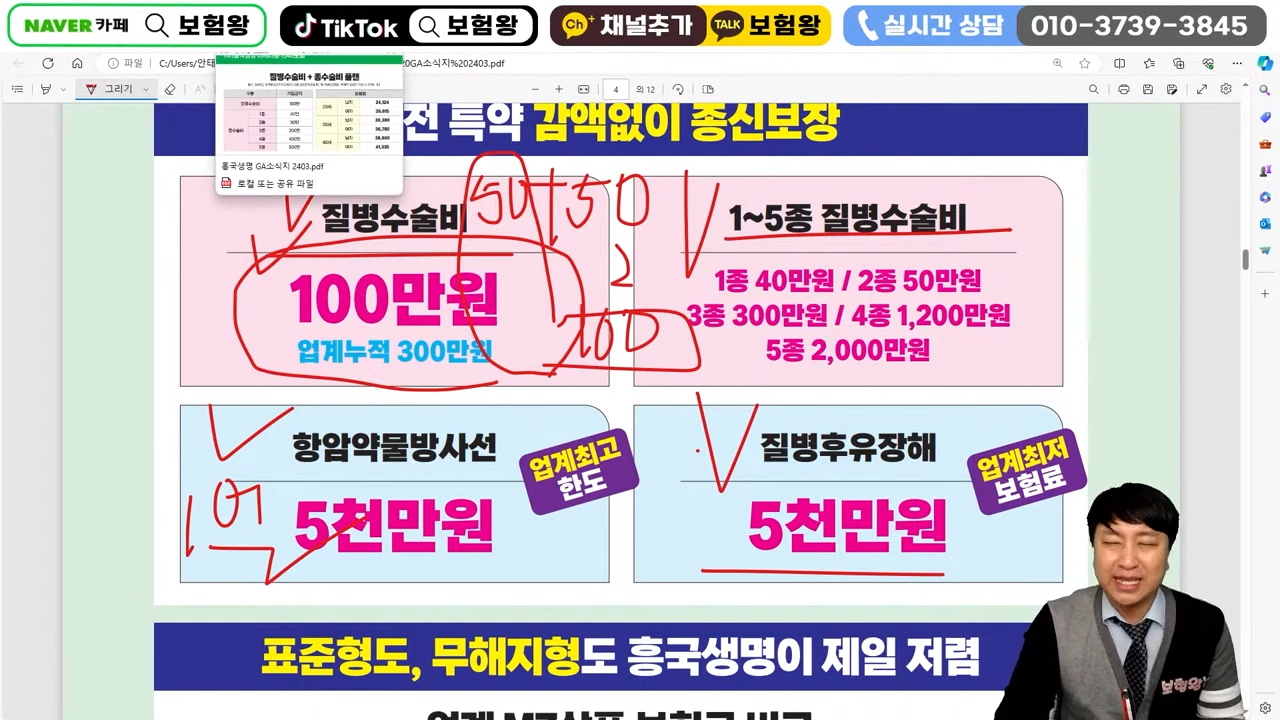 NAVER 카페 보험왕 TikTok 보험왕 Ch+ 채널추가 TALK 보험왕 실시간 상담 010-3739-3845
파일 C:/Users/안태 GA소식지%202403.pdf
그리기 4 의 12
질병수술비 + 종수술비 플랜
흥국생명 GA소식지 2403.pdf
로컬 또는 공유 파일
전 특약 감액없이 종신보장
질병수술비
100만원
업계누적 300만원
50+50
2
100
1~5종 질병수술비
1종 40만원 / 2종 50만원
3종 300만원 / 4종 1,200만원
5종 2,000만원
항암약물방사선
5천만원
업계최고
한도
1억
질병후유장해
5천만원
업계최저
보험료
보험왕
표준형도, 무해지형도 흥국생명이 제일 저렴